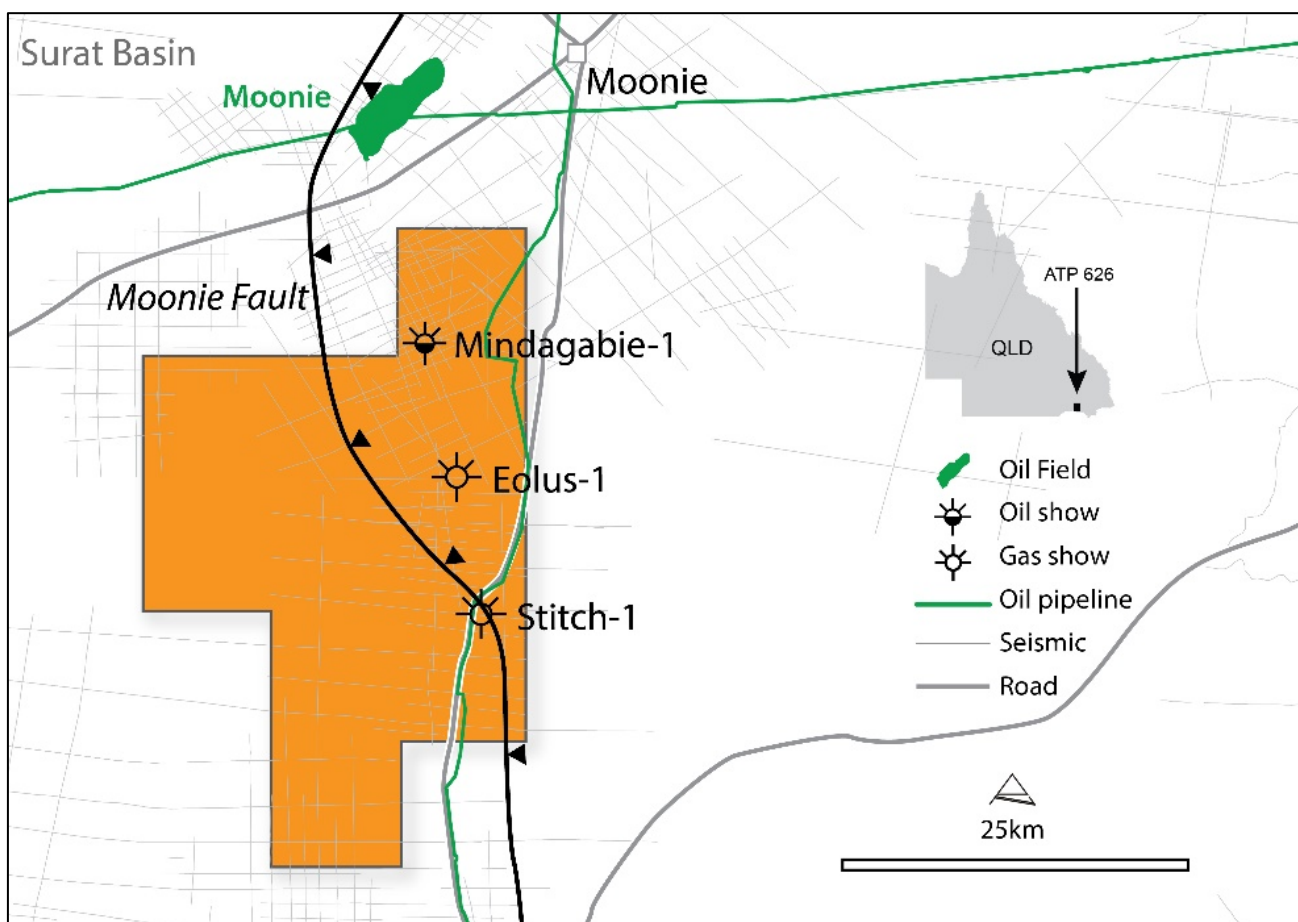 Surat Basin
Moonie
Moonie
Moonie Fault
Mindagabie-1
Eolus-1
Stitch-1
ATP 626
QLD
Oil Field
Oil show
Gas show
Oil pipeline
Seismic
Road
25km